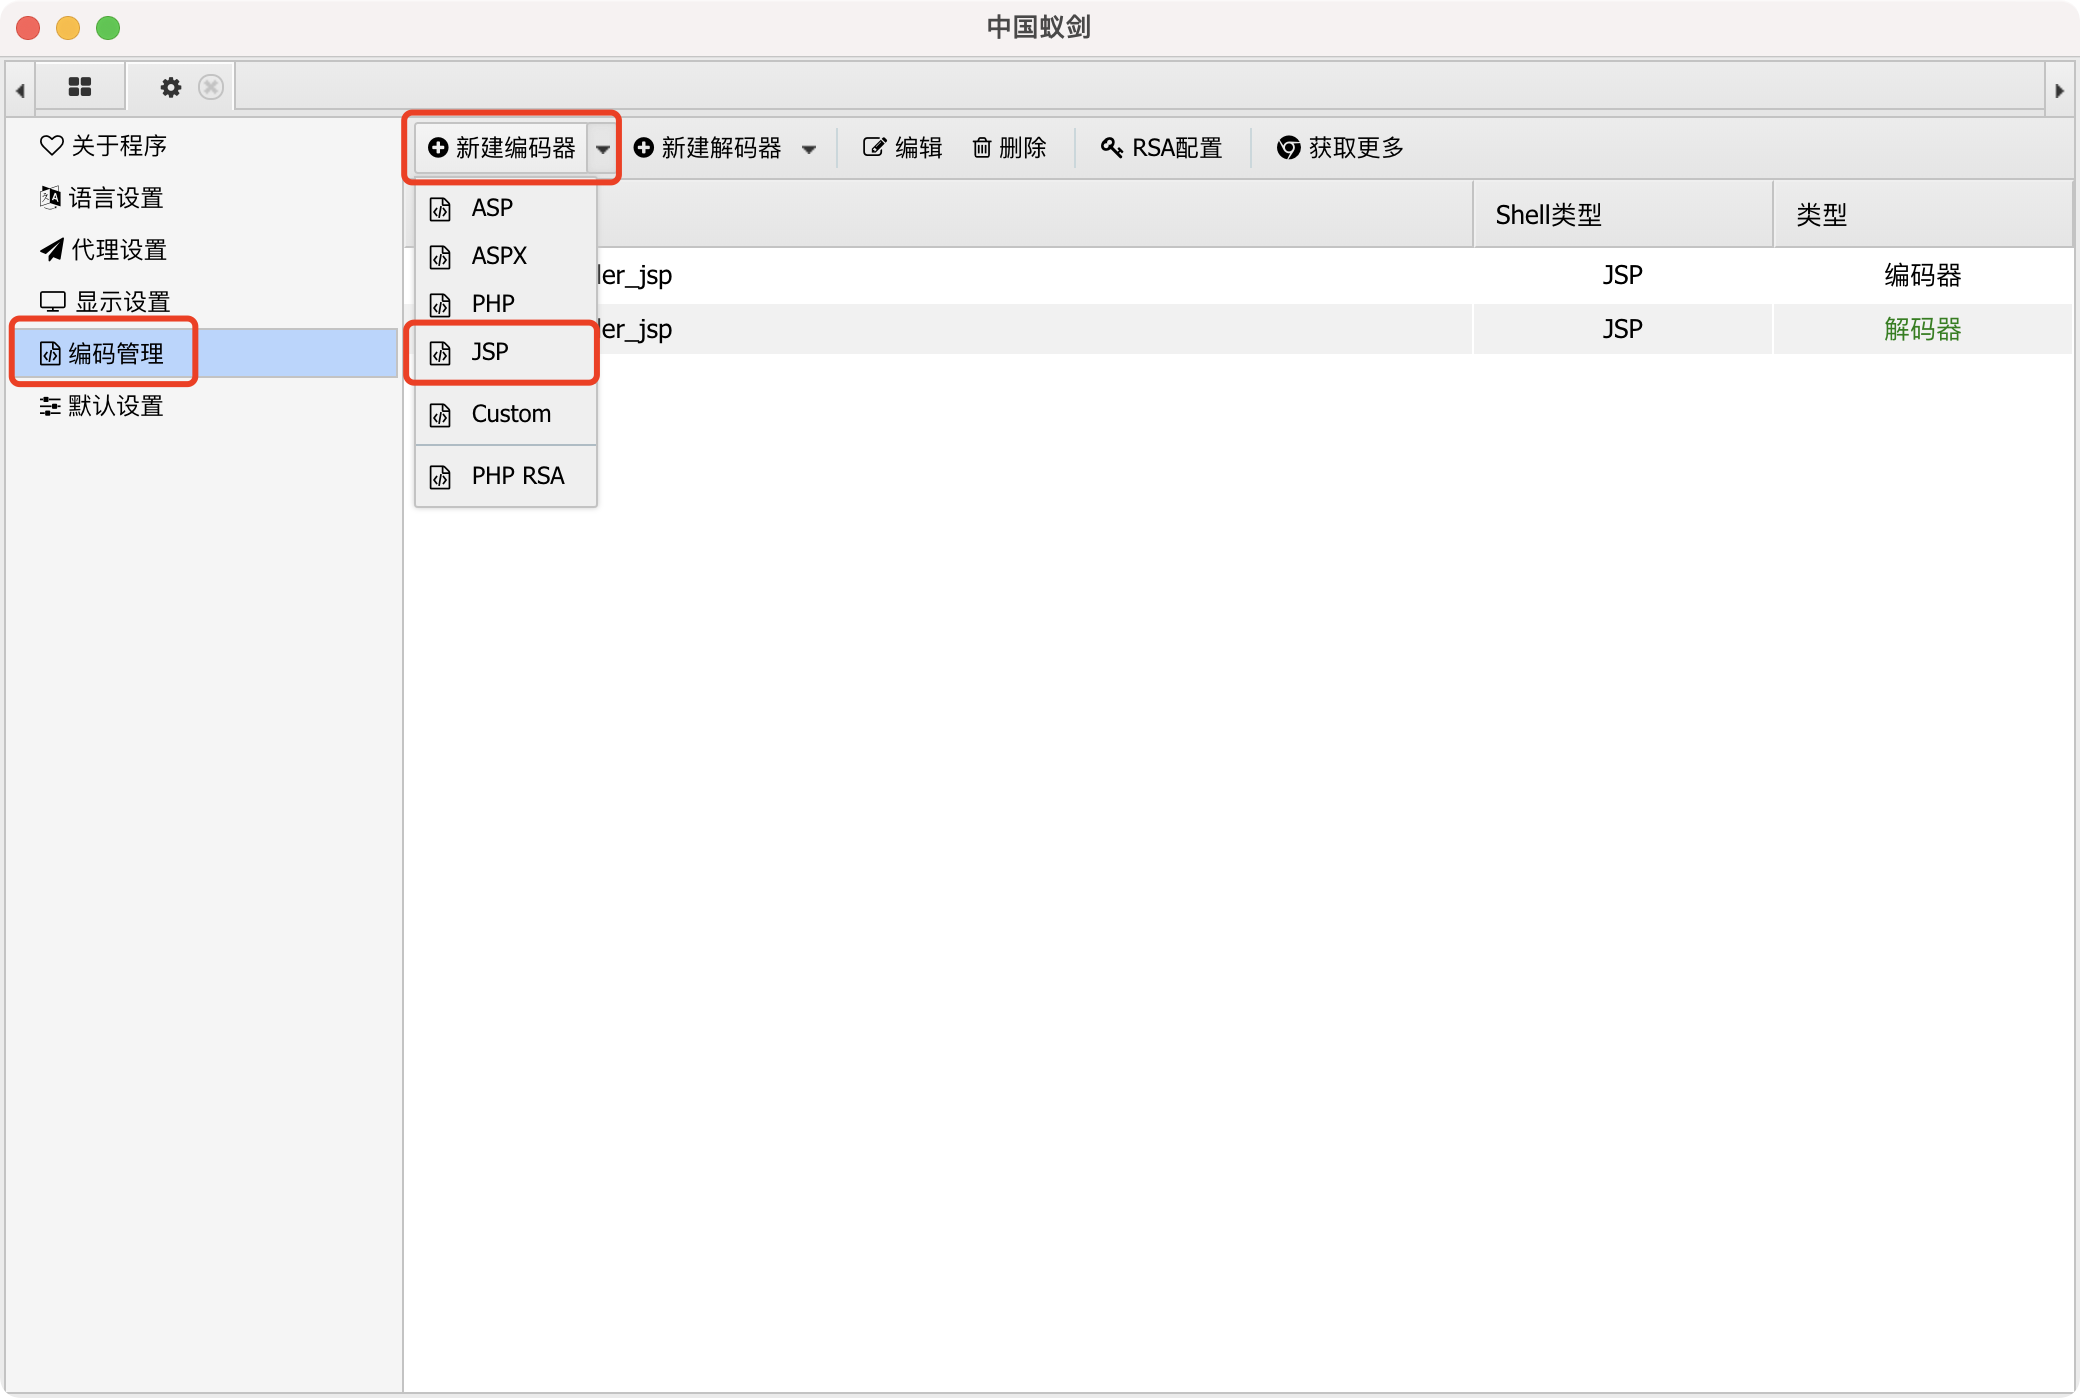 中国蚁剑
关于程序
语言设置
代理设置
显示设置
编码管理
默认设置
新建编码器 新建解码器 编辑 删除 RSA配置 获取更多
ASP
ASPX
PHP
JSP
Custom
PHP RSA
Shell类型 类型
ler_jsp JSP 编码器
ler_jsp JSP 解码器